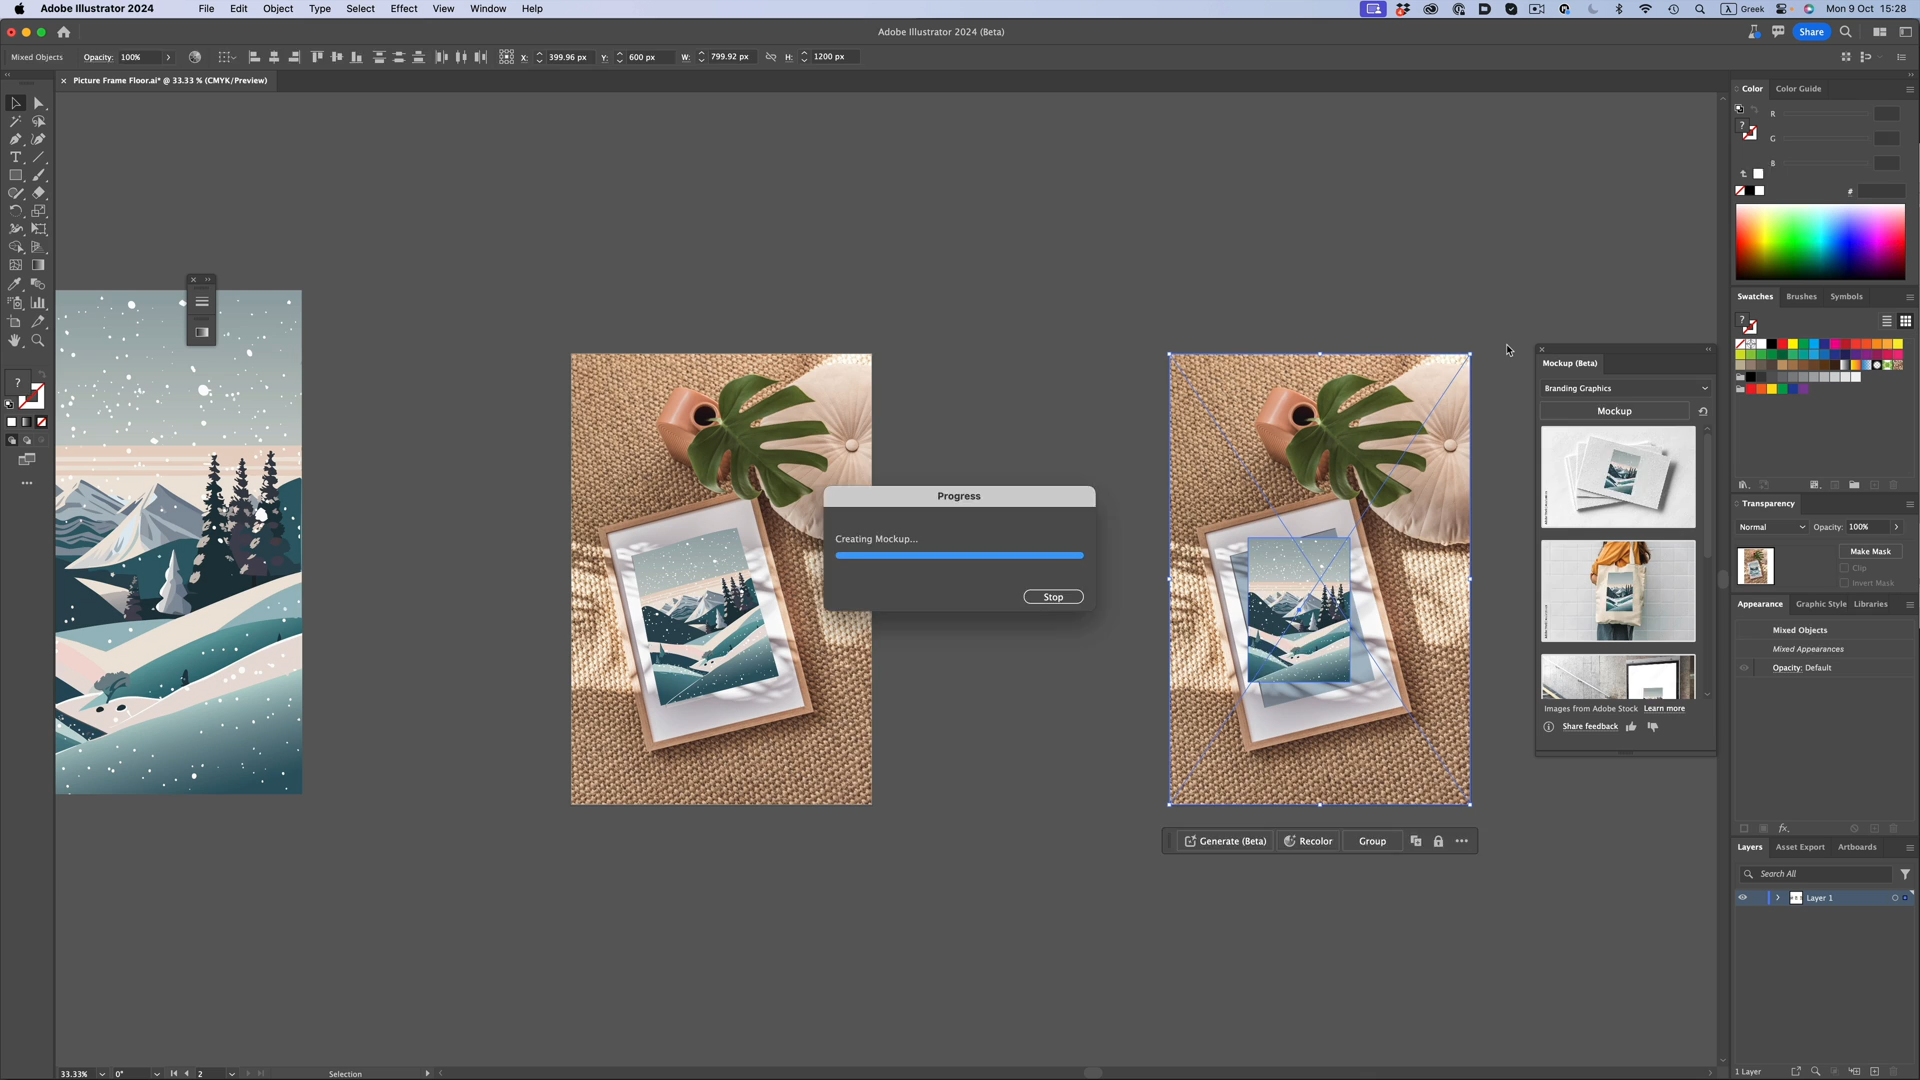 Adobe Illustrator 2024 File Edit Object Type Select Effect View Window Help
Greek Mon 9 Oct 15:28
Adobe Illustrator 2024 (Beta)
Share
Mixed Objects Opacity: 100% X: 399.96 px Y: 600 px W: 799.92 px H: 1200 px
Picture Frame Floor.ai* @ 33.33 % (CMYK/Preview)
Color Color Guide
R
G
B
#
Swatches Brushes Symbols
Transparency
Normal Opacity: 100%
Make Mask
Clip
Invert Mask
Appearance Graphic Style Libraries
Mixed Objects
Mixed Appearances
Opacity: Default
fx.
Layers Asset Export Artboards
Search All
Layer 1
1 Layer
Mockup (Beta)
Branding Graphics
Mockup
Images from Adobe Stock Learn more
Share feedback
Progress
Creating Mockup...
Stop
Generate (Beta) Recolor Group
33.33% 0° 2 Selection